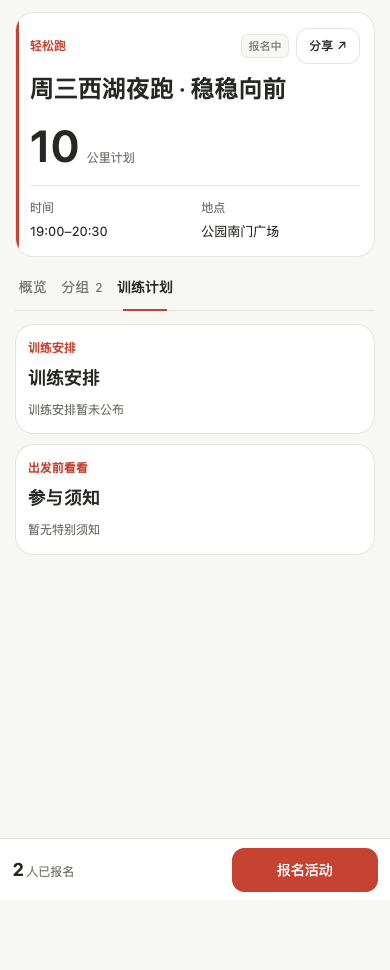 轻松跑
报名中
分享 ↗
周三西湖夜跑 · 稳稳向前
10 公里计划
时间 地点
19:00–20:30 公园南门广场
概览 分组 2 训练计划
训练安排
训练安排
训练安排暂未公布
出发前看看
参与须知
暂无特别须知
2 人已报名
报名活动